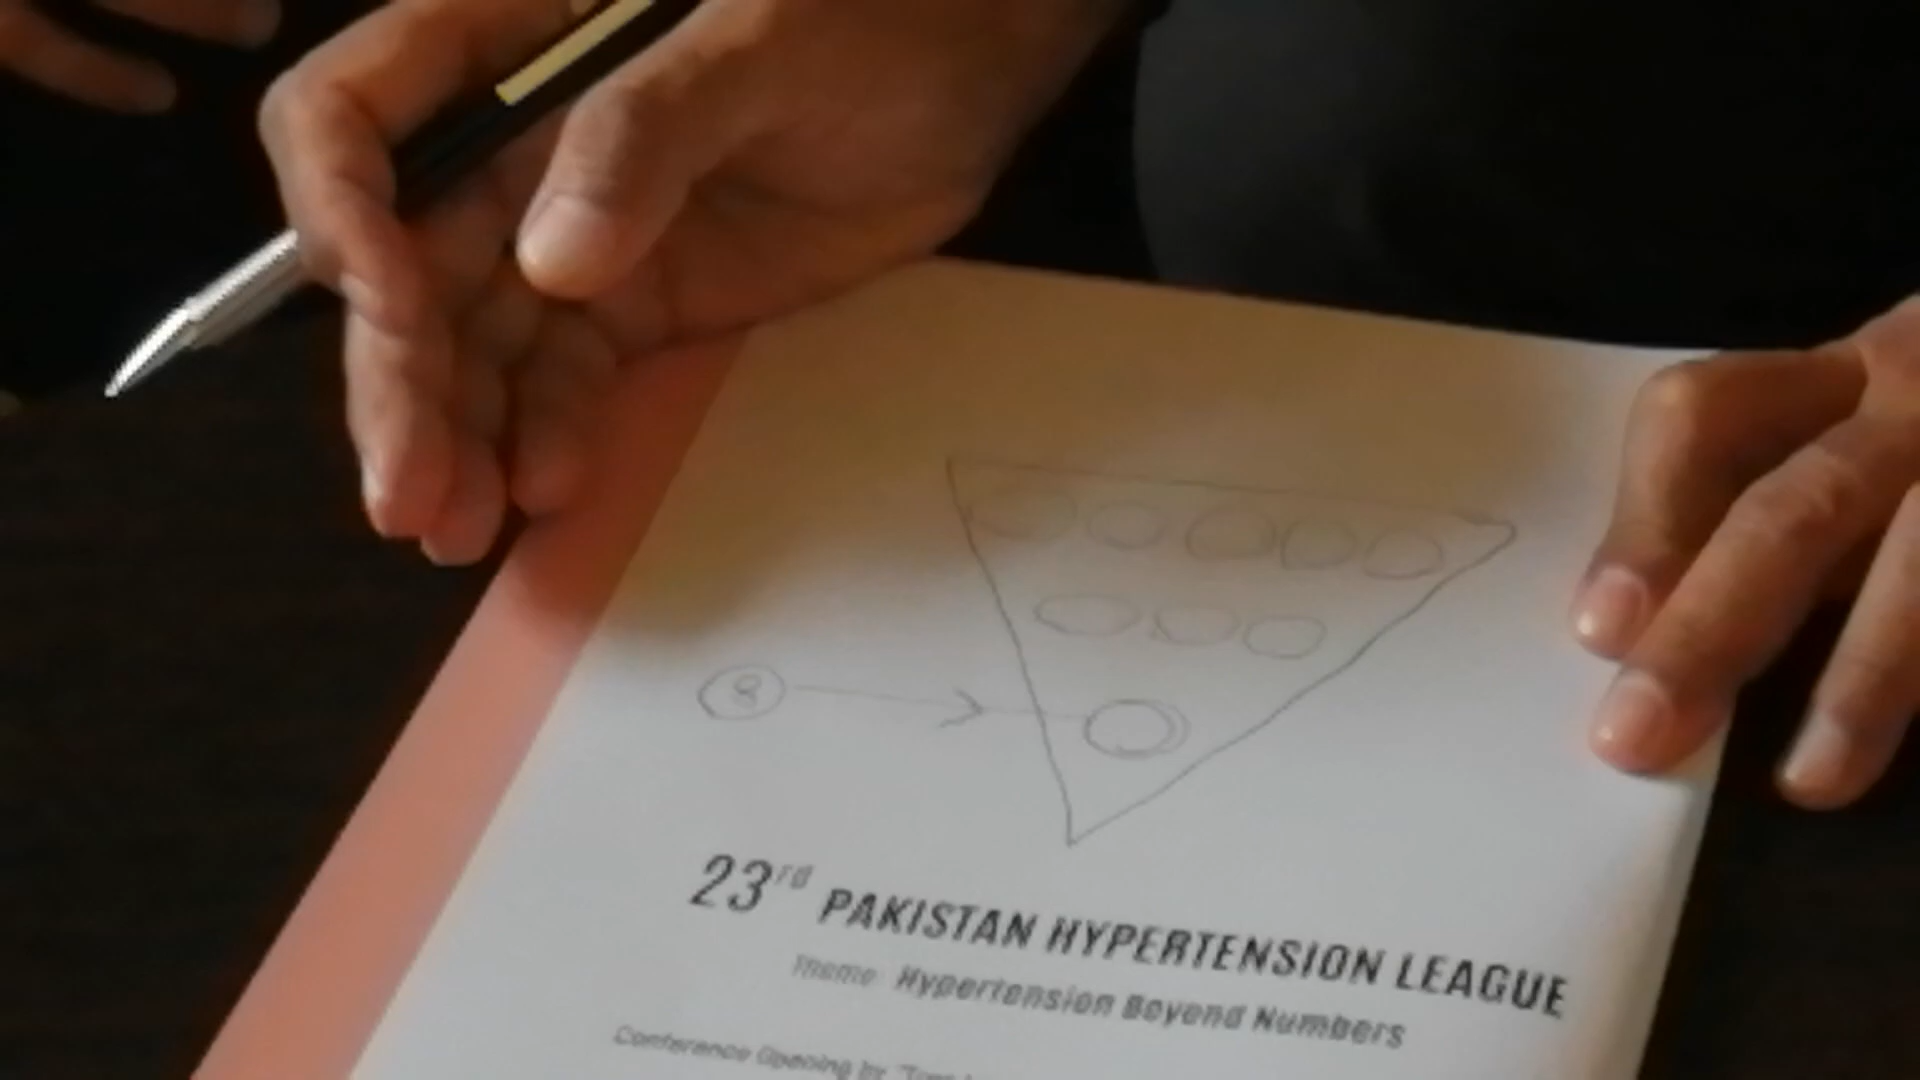 23rd PAKISTAN HYPERTENSION LEAGUE
Theme: Hypertension Beyond Numbers
Conference Opening by